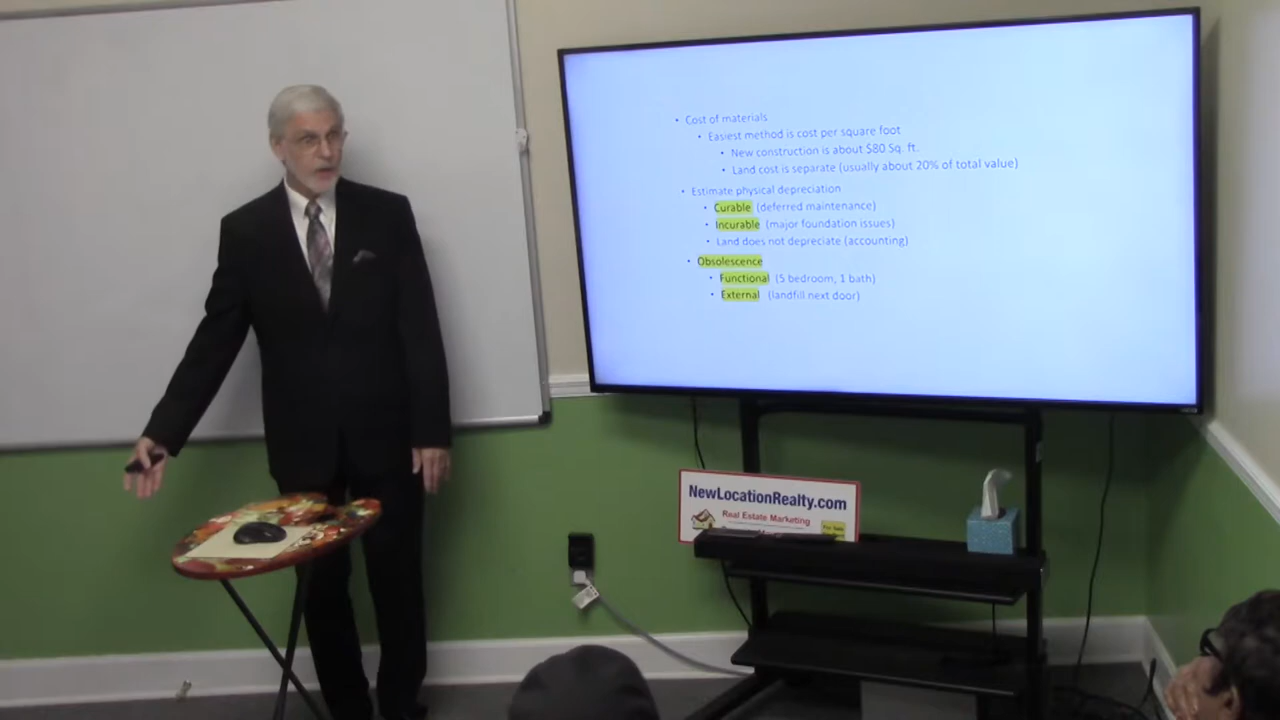 • Cost of materials
• Easiest method is cost per square foot
• New construction is about $80 Sq. ft.
• Land cost is separate (usually about 20% of total value)
• Estimate physical depreciation
• Curable (deferred maintenance)
• Incurable (major foundation issues)
• Land does not depreciate (accounting)
• Obsolescence
• Functional (5 bedroom, 1 bath)
• External (landfill next door)
NewLocationRealty.com
Real Estate Marketing
For Sale